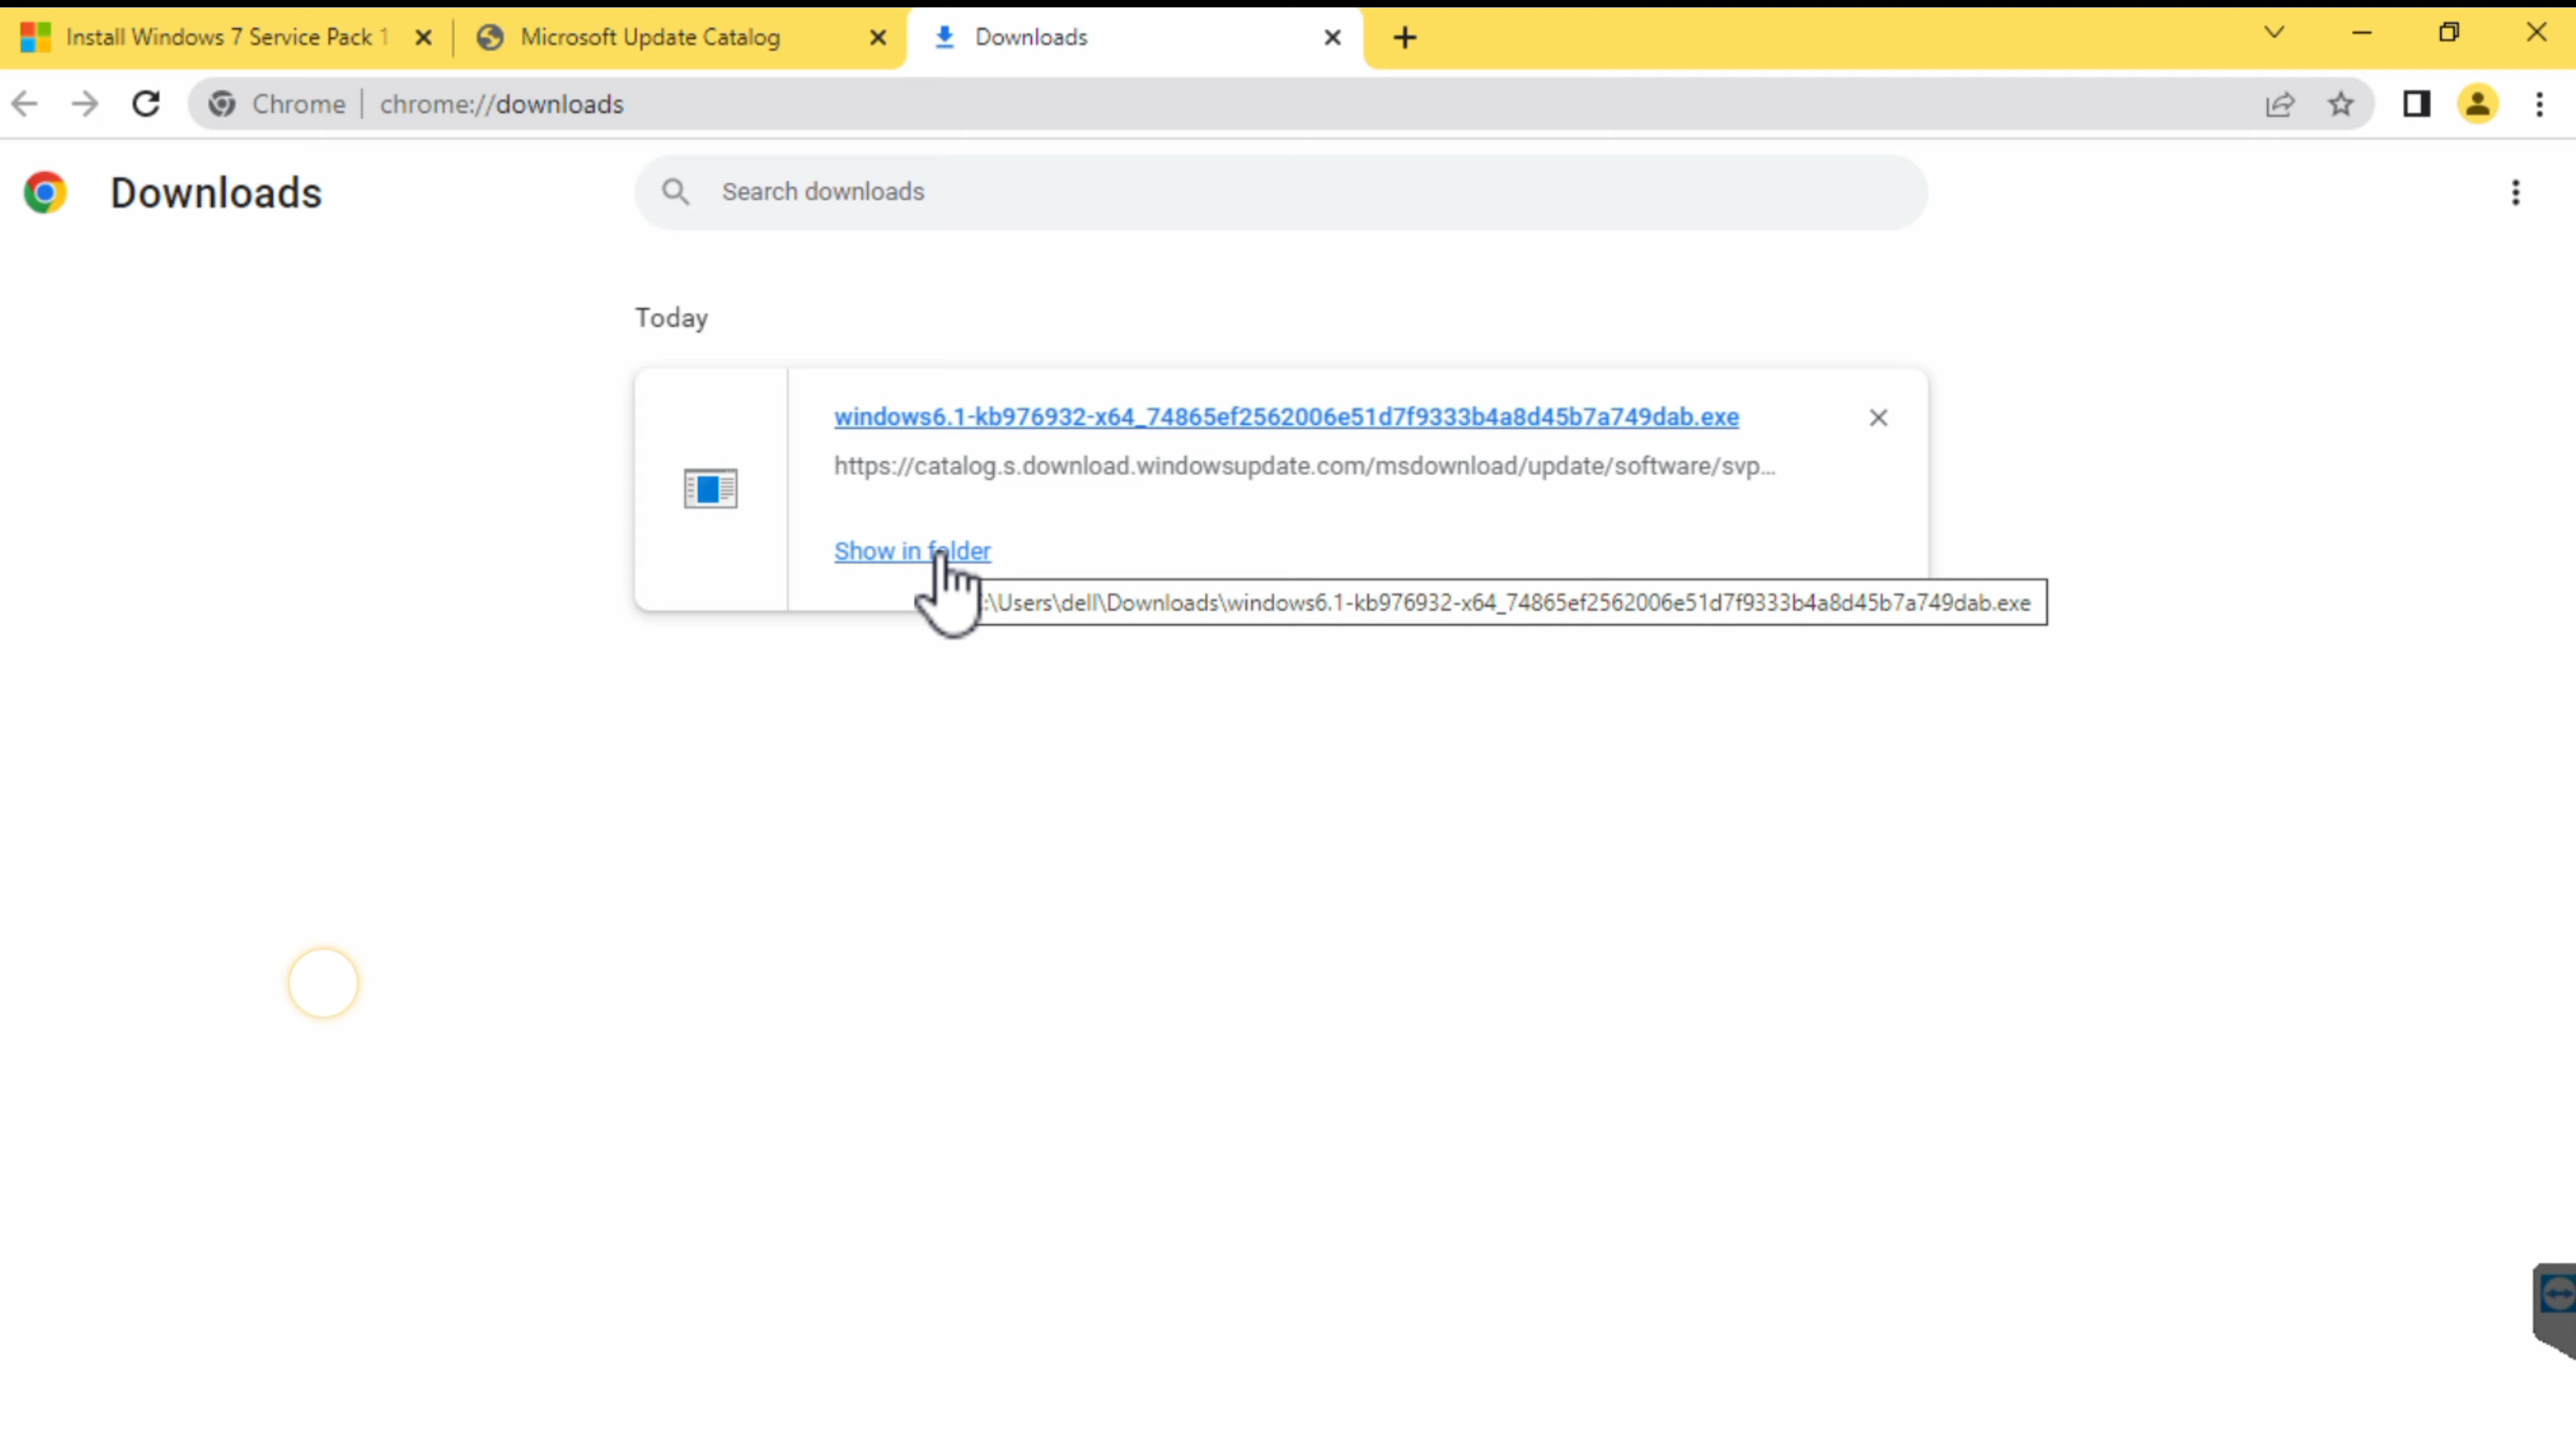 Install Windows 7 Service Pack 1
Microsoft Update Catalog
Downloads
Chrome
chrome://downloads
Downloads
Search downloads
Today
windows6.1-kb976932-x64_74865ef2562006e51d7f9333b4a8d45b7a749dab.exe
https://catalog.s.download.windowsupdate.com/msdownload/update/software/svp...
Show in folder
:\Users\dell\Downloads\windows6.1-kb976932-x64_74865ef2562006e51d7f9333b4a8d45b7a749dab.exe